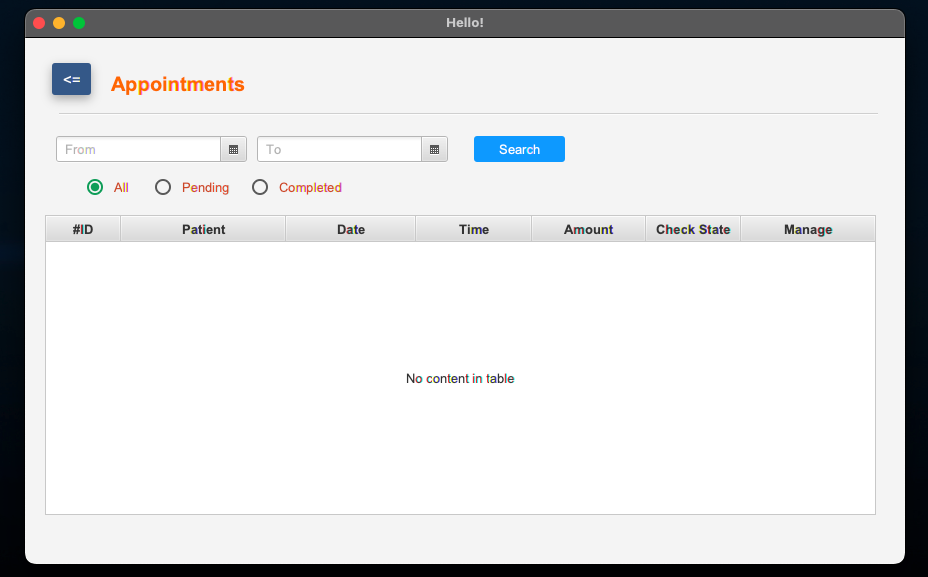 Hello!
<= Appointments
From To Search
All Pending Completed
#ID Patient Date Time Amount Check State Manage
No content in table